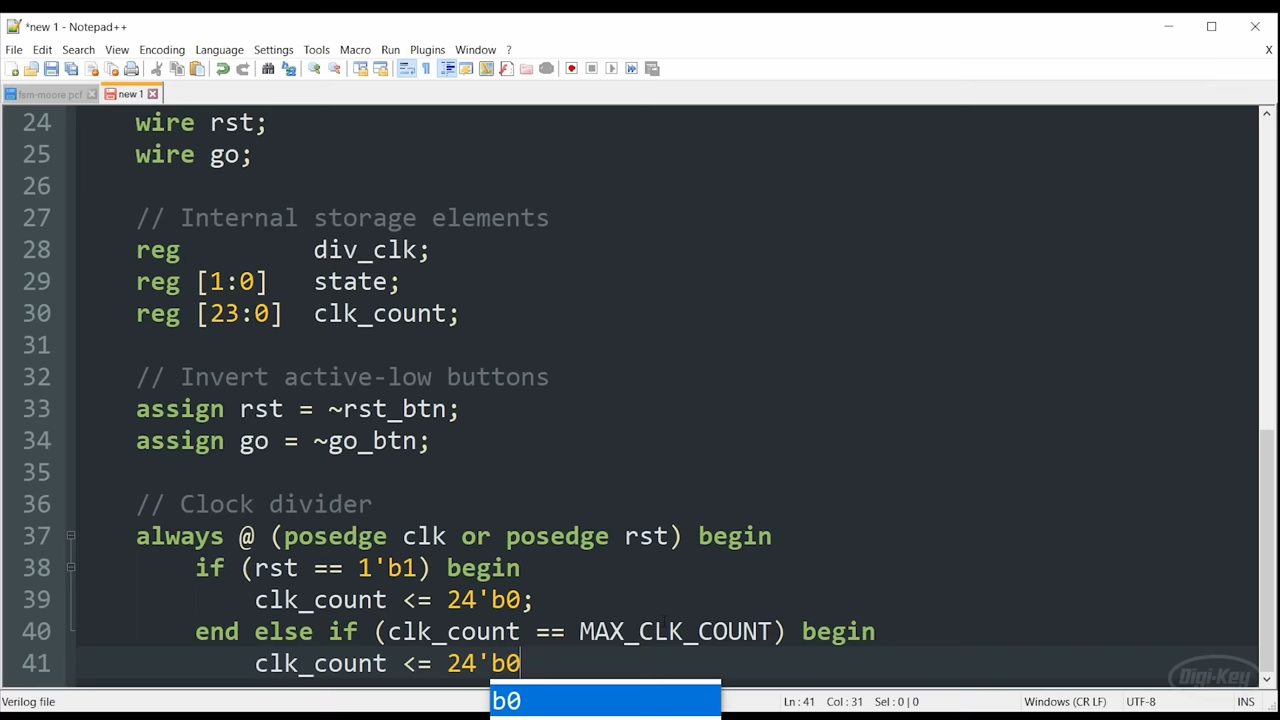 *new 1 - Notepad++
File Edit Search View Encoding Language Settings Tools Macro Run Plugins Window ? X
fsm-moore.pcf new 1
24 wire rst;
25 wire go;
26
27 // Internal storage elements
28 reg div_clk;
29 reg [1:0] state;
30 reg [23:0] clk_count;
31
32 // Invert active-low buttons
33 assign rst = ~rst_btn;
34 assign go = ~go_btn;
35
36 // Clock divider
37 always @ (posedge clk or posedge rst) begin
38 if (rst == 1'b1) begin
39 clk_count <= 24'b0;
40 end else if (clk_count == MAX_CLK_COUNT) begin
41 clk_count <= 24'b0
Digi-Key
b0
Verilog file Ln : 41 Col : 31 Sel : 0 | 0 Windows (CR LF) UTF-8 INS